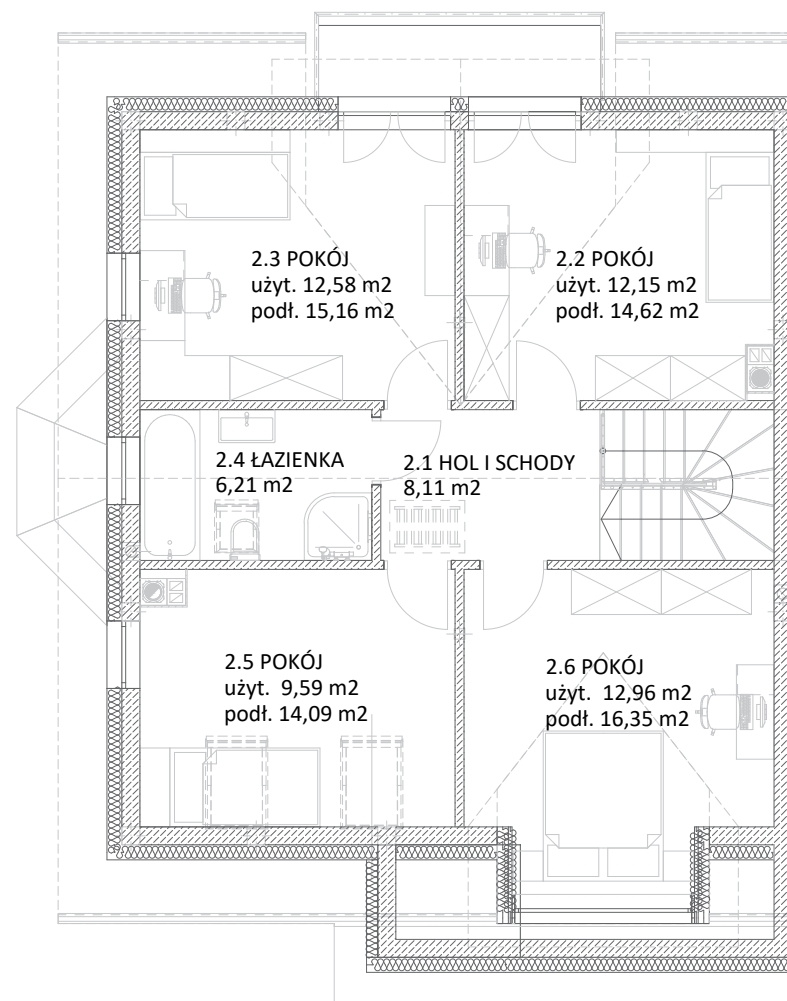 2.3 POKÓJ
użyt. 12,58 m2
podł. 15,16 m2
2.2 POKÓJ
użyt. 12,15 m2
podł. 14,62 m2
2.4 ŁAZIENKA
6,21 m2
2.1 HOL I SCHODY
8,11 m2
2.5 POKÓJ
użyt. 9,59 m2
podł. 14,09 m2
2.6 POKÓJ
użyt. 12,96 m2
podł. 16,35 m2